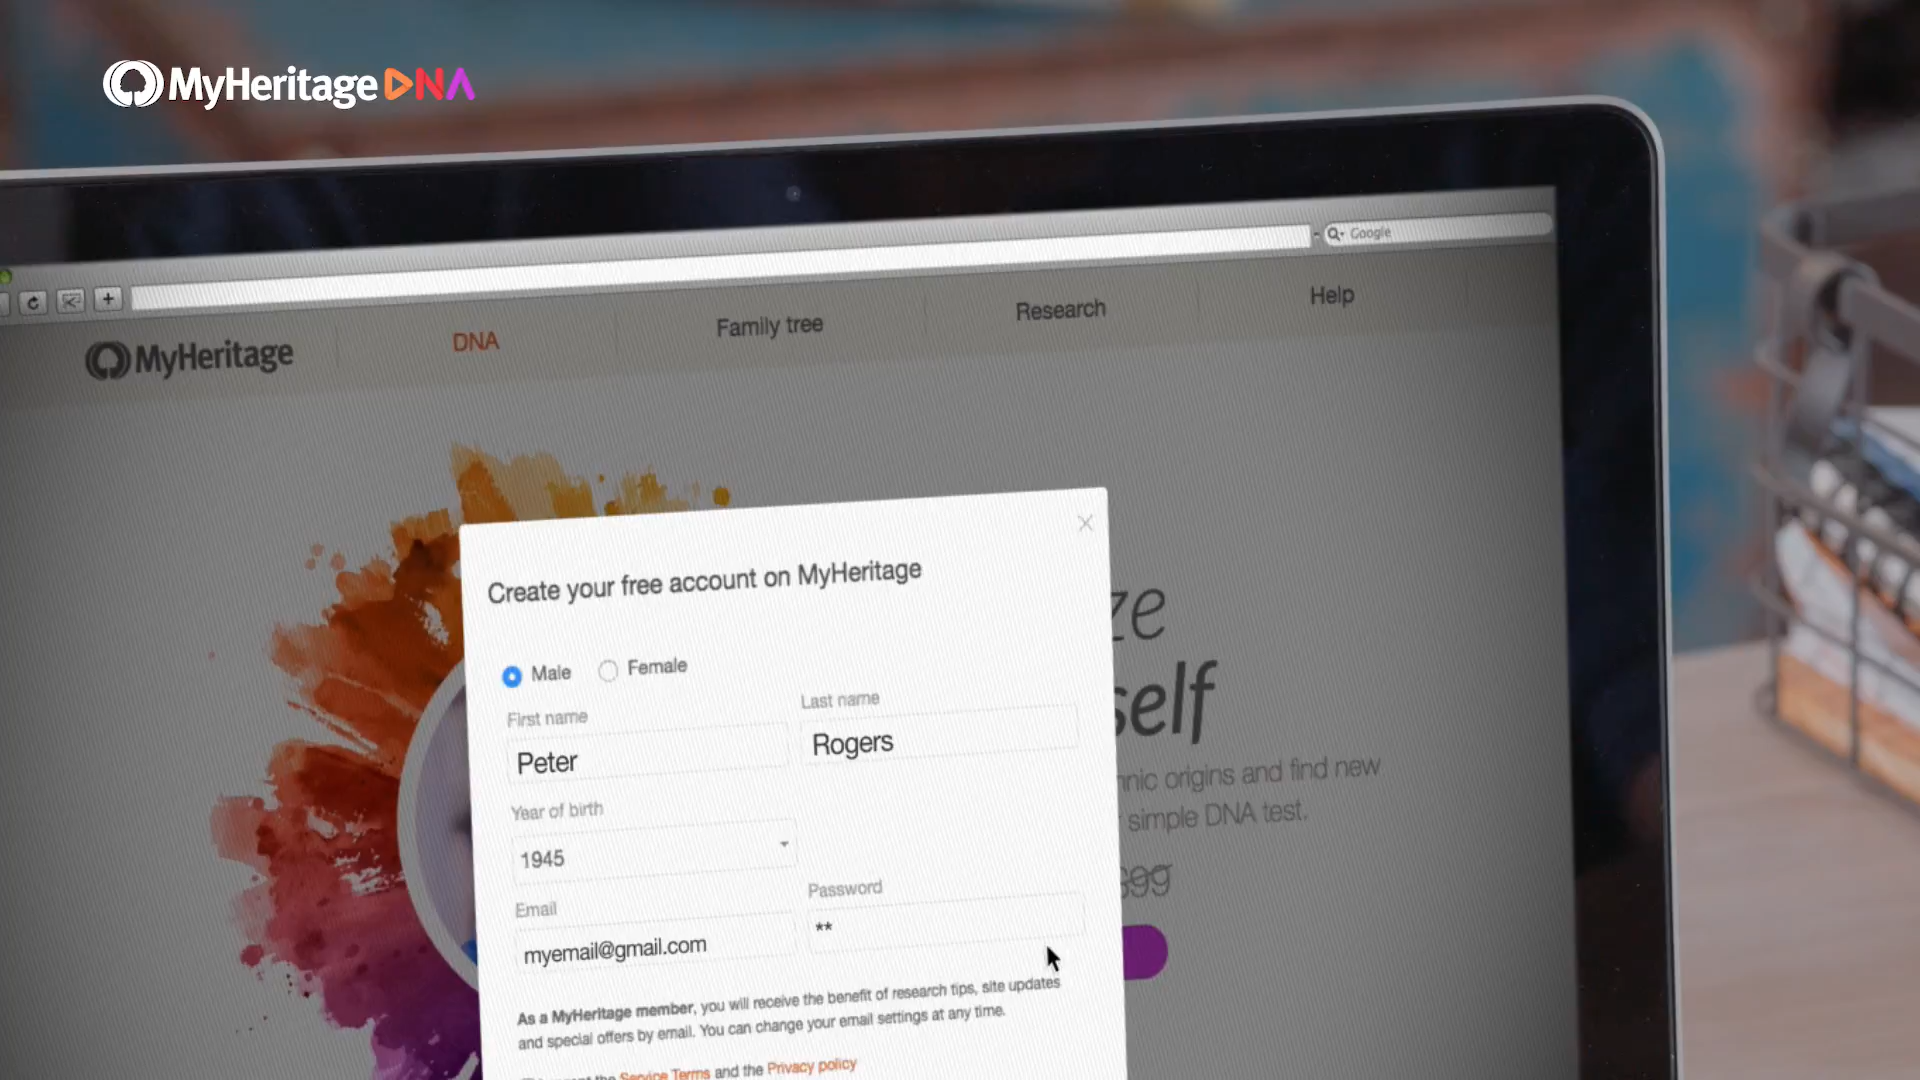 MyHeritage DNA
Google
MyHeritage
DNA
Family tree
Research
Help
Create your free account on MyHeritage
Male
Female
First name
Last name
Peter
Rogers
Year of birth
1945
Email
Password
myemail@gmail.com
**
As a MyHeritage member, you will receive the benefit of research tips, site updates
and special offers by email. You can change your email settings at any time.
the Service Terms and the Privacy policy
self
origins and find new
simple DNA test.